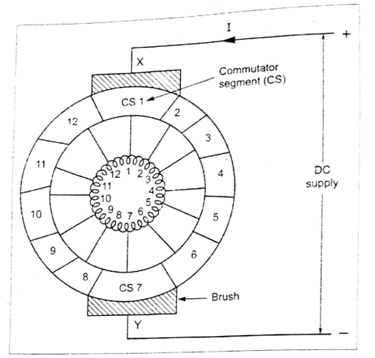 I
+
X
Commutator
segment (CS)
CS 1
2
3
4
5
6
CS 7
8
9
10
11
12
1
2
3
4
5
6
7
8
9
10
11
12
DC
supply
Brush
Y
–